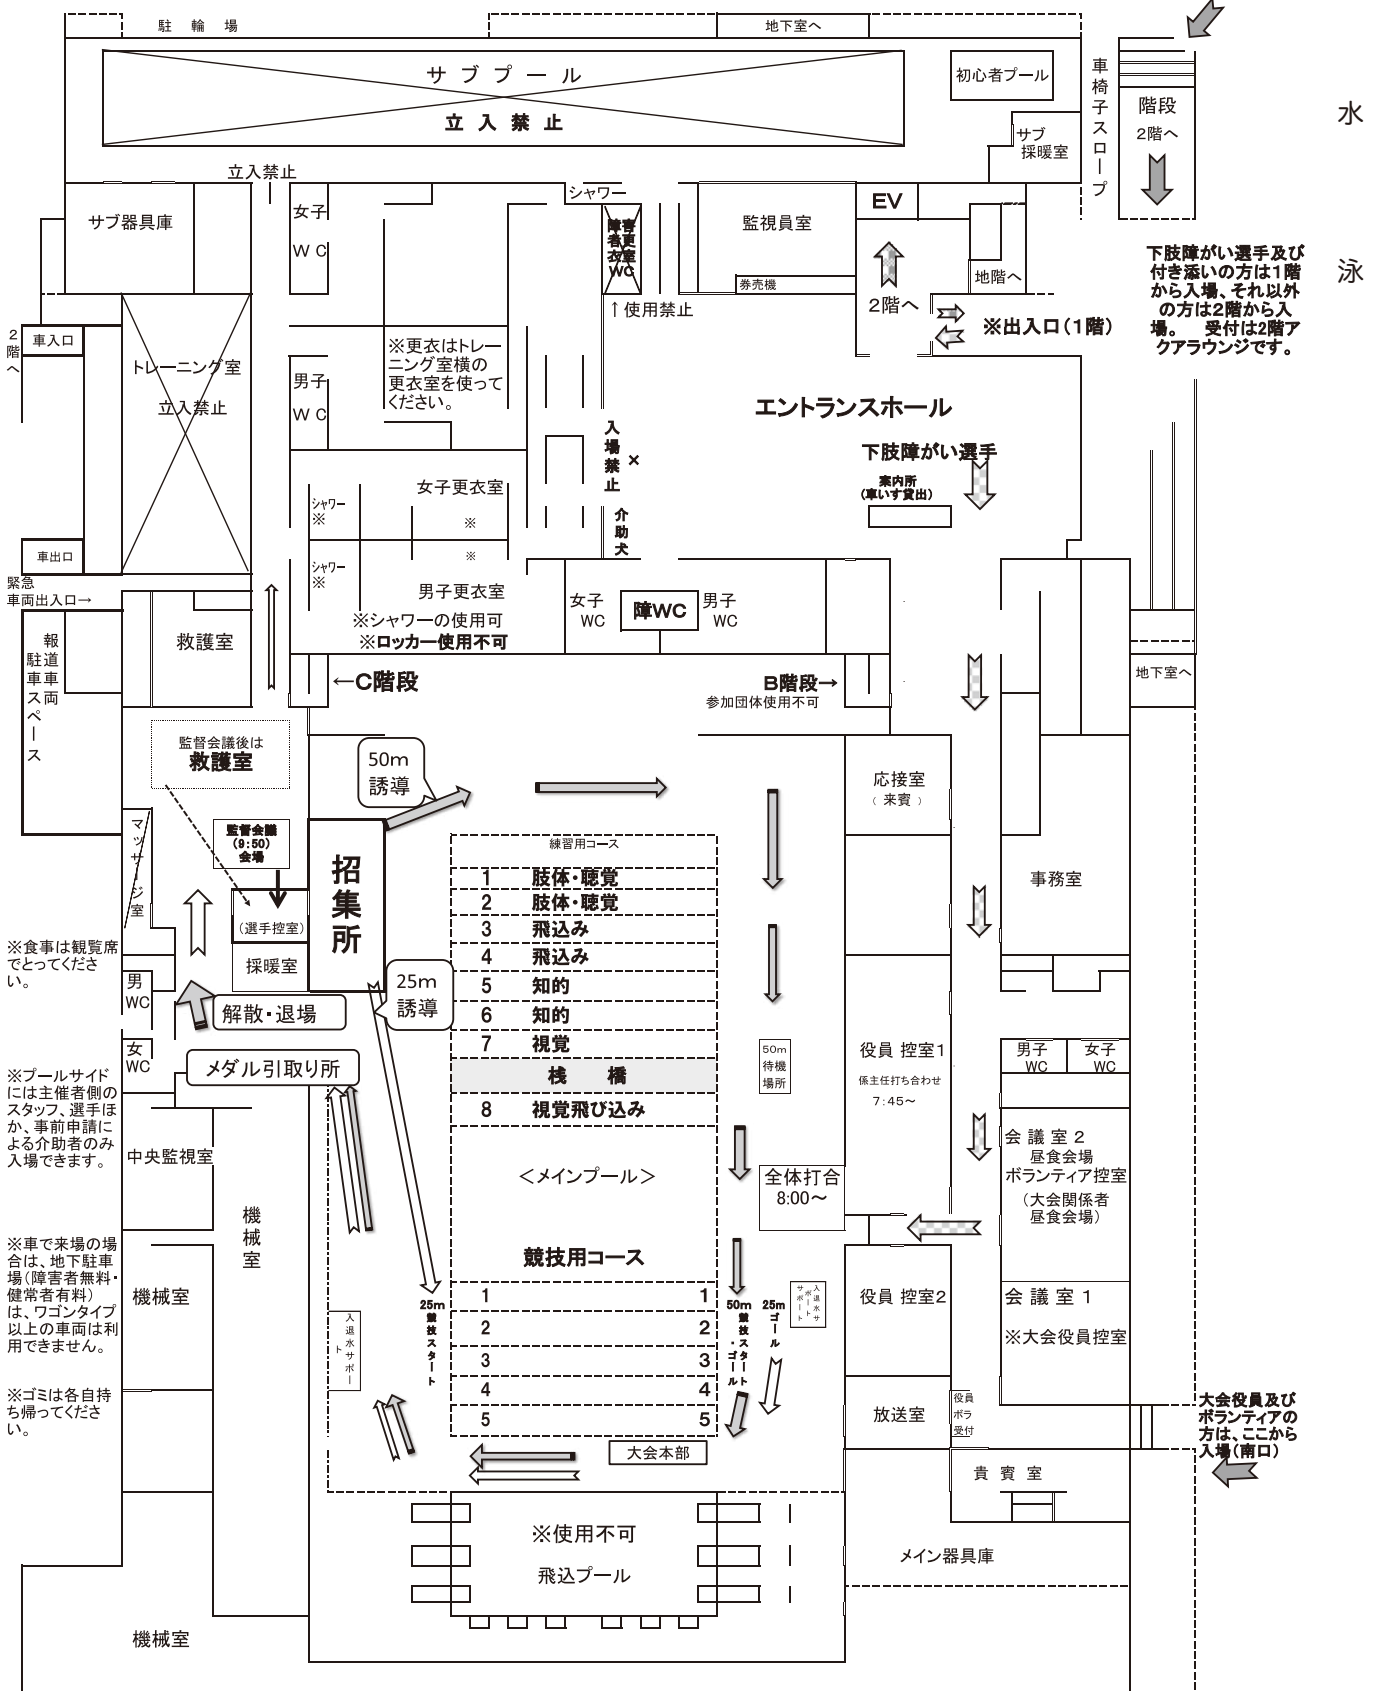 駐輪場
地下室へ
サブプール
立入禁止
初心者プール
サブ
採暖室
車椅子スロープ
階段
2階へ
水泳
立入禁止
シャワー
サブ器具庫
女子
WC
障害者更衣室WC
監視員室
券売機
EV
2階へ
地階へ
↑使用禁止
※出入口(1階)
下肢障がい選手及び
付き添いの方は1階
から入場、それ以外
の方は2階から入
場。 受付は2階ア
クアラウンジです。
2階へ
車入口
トレーニング室
立入禁止
男子
WC
※更衣はトレー
ニング室横の
更衣室を使って
ください。
エントランスホール
入場禁止
×
下肢障がい選手
案内所
(車いす貸出)
介助犬
シャワー
※
女子更衣室
※
シャワー
※
※
男子更衣室
※シャワーの使用可
※ロッカー使用不可
車出口
緊急
車両出入口→
女子
WC
障WC
男子
WC
報道車両
駐車スペース
救護室
←C階段
B階段→
参加団体使用不可
地下室へ
監督会議後は
救護室
50m
誘導
応接室
(来賓)
マッサージ室
監督会議
(9:50)
会場
招集所
(選手控室)
採暖室
練習用コース
1 肢体・聴覚
2 肢体・聴覚
3 飛込み
4 飛込み
5 知的
6 知的
7 視覚
桟橋
8 視覚飛び込み
<メインプール>
競技用コース
1 1
2 2
3 3
4 4
5 5
事務室
※食事は観覧席
でとってくださ
い。
男
WC
解散・退場
25m
誘導
女
WC
メダル引取り所
50m
待機
場所
役員 控室1
係主任打ち合わせ
7:45～
男子
WC
女子
WC
※プールサイド
には主催者側の
スタッフ、選手ほ
か、事前申請に
よる介助者のみ
入場できます。
中央監視室
機械室
全体打合
8:00～
会議室2
昼食会場
ボランティア控室
(大会関係者
昼食会場)
※車で来場の場
合は、地下駐車
場(障害者無料・
健常者有料)
は、ワゴンタイプ
以上の車両は利
用できません。
機械室
入退水サポート
25m競技スタート
50m競技スタート・ゴール
25mゴール
入退水サポートサポート
役員 控室2
会議室1
※大会役員控室
※ゴミは各自持
ち帰ってくださ
い。
放送室
役員
ボラ
受付
大会役員及び
ボランティアの
方は、ここから
入場(南口)
大会本部
貴賓室
※使用不可
飛込プール
メイン器具庫
機械室